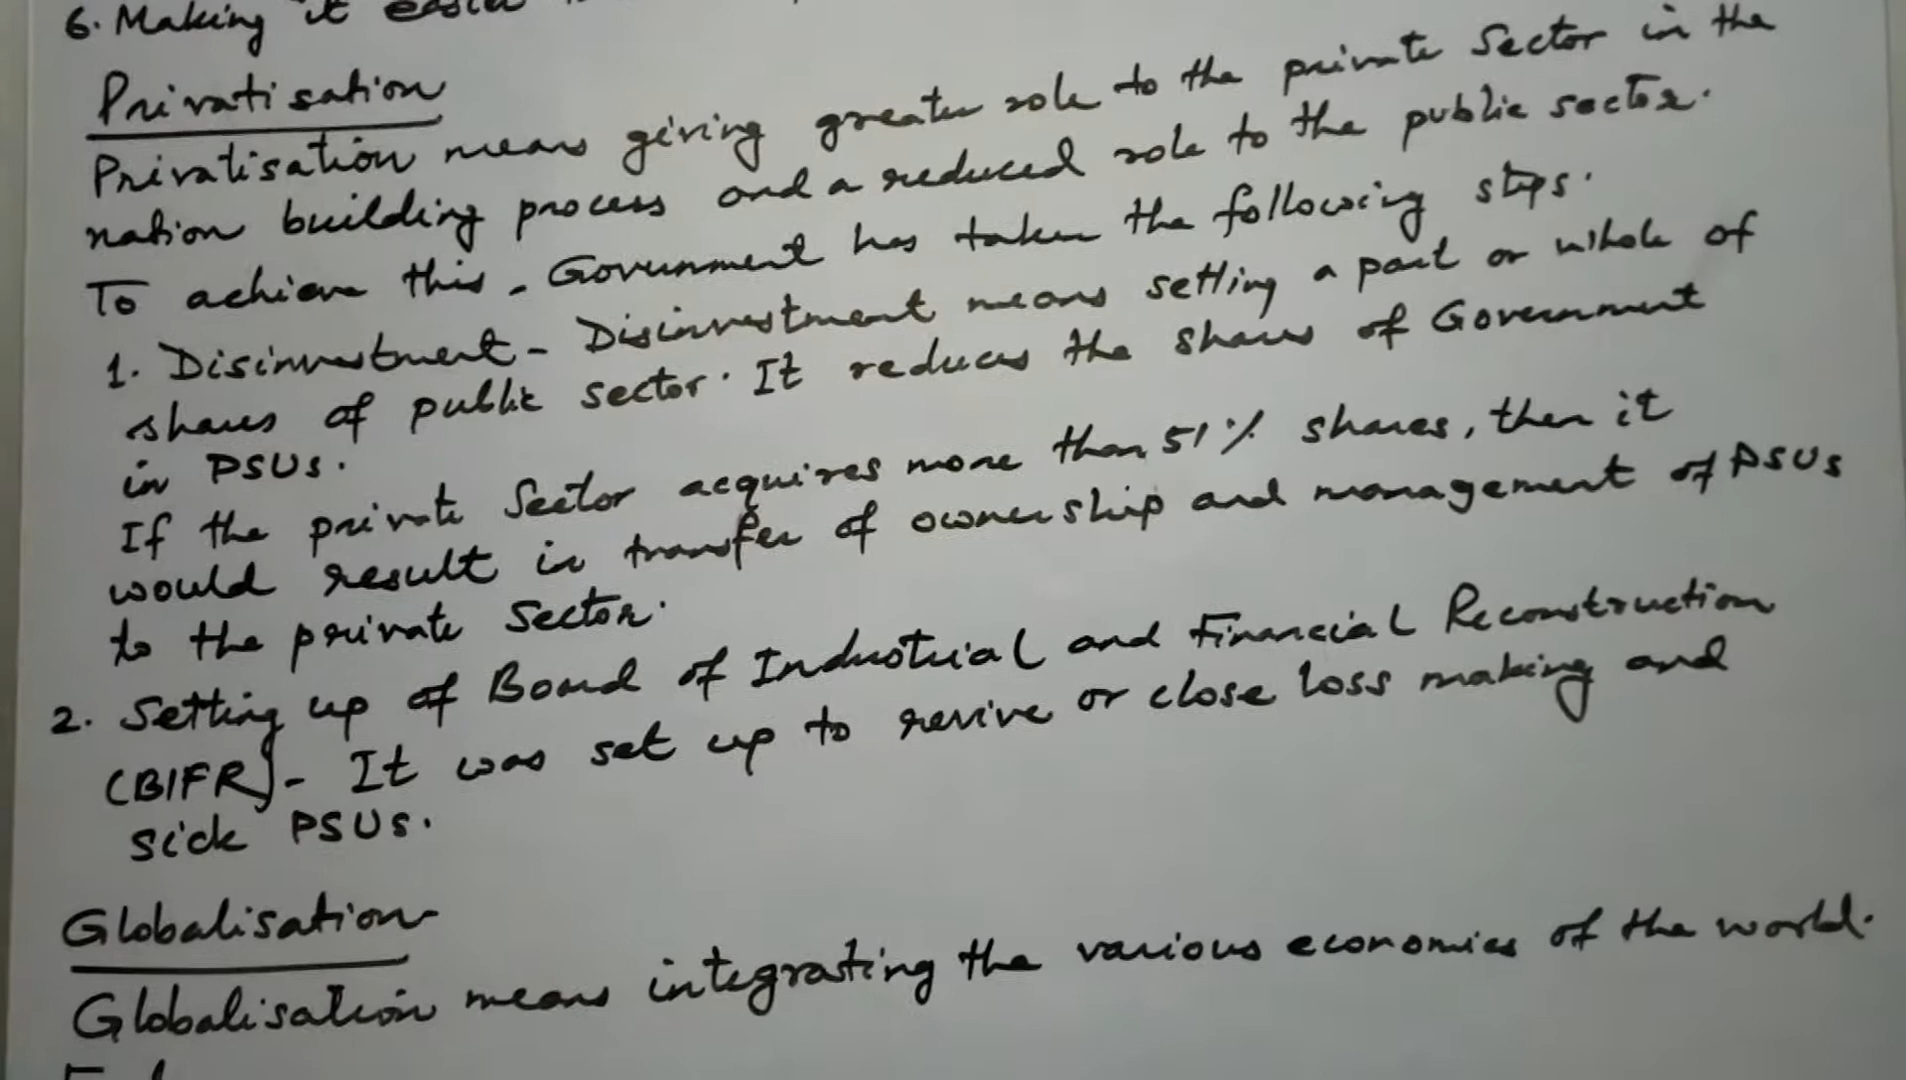 6. Making it easier
Privatisation
Privatisation means giving greater role to the private Sector in the
nation building process and a reduced role to the public sector.
To achieve this, Government has taken the following steps.
1. Disinvestment - Disinvestment means selling a part or whole of
shares of public sector. It reduces the shares of Government
in PSUs.
If the private Sector acquires more than 51% shares, then it
would result in transfer of ownership and management of PSUs
to the private Sector.
2. Setting up of Board of Industrial and Financial Reconstruction
(BIFR) - It was set up to revive or close loss making and
sick PSUs.
Globalisation
Globalisation means integrating the various economies of the world.